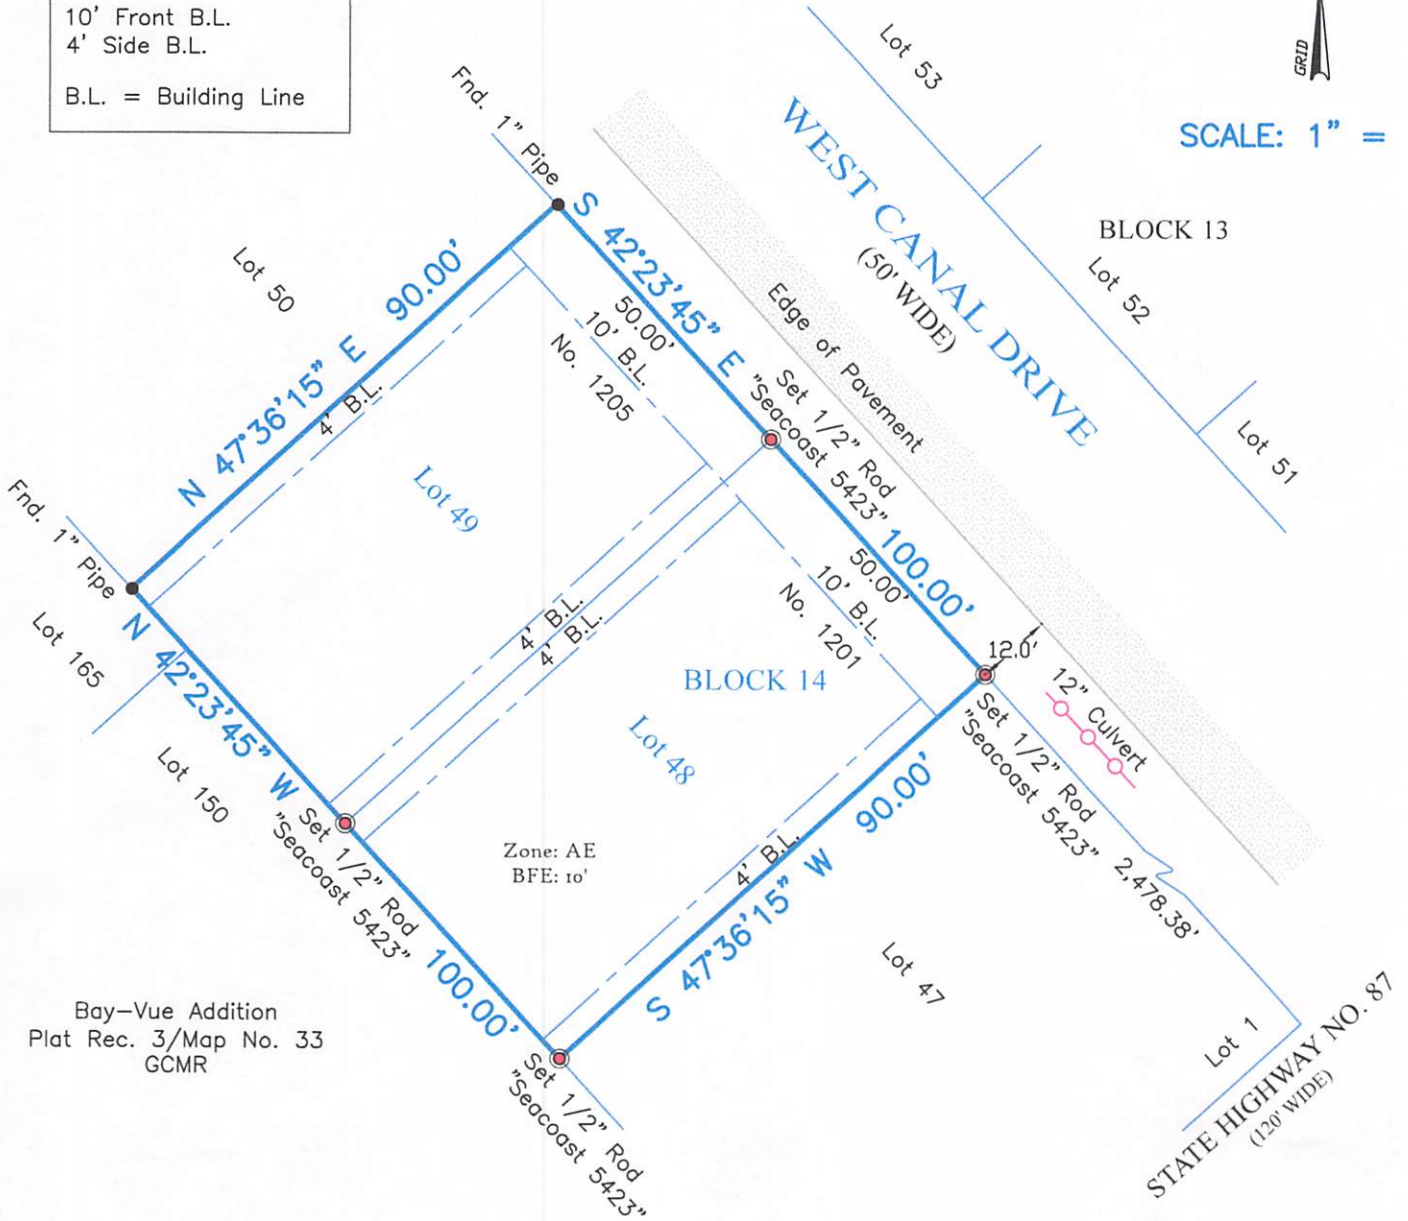 10' Front B.L.
4' Side B.L.
B.L. = Building Line
GRID
SCALE: 1" =
Lot 53
WEST CANAL DRIVE
(50' WIDE)
BLOCK 13
Lot 52
Lot 51
Fnd. 1" Pipe
S 42°23'45" E 100.00'
Edge of Pavement
Lot 50
N 47°36'15" E 90.00'
4' B.L.
50.00'
10' B.L.
No. 1205
Set 1/2" Rod
"Seacoast 5423"
Lot 49
Fnd. 1" Pipe
50.00'
10' B.L.
No. 1201
12.0'
12" Culvert
4' B.L.
4' B.L.
BLOCK 14
Lot 48
Lot 165
N 42°23'45" W 100.00'
Lot 150
Set 1/2" Rod
"Seacoast 5423"
Zone: AE
BFE: 10'
4' B.L.
S 47°36'15" W 90.00'
Set 1/2" Rod
"Seacoast 5423"
2,478.38'
Lot 47
Bay-Vue Addition
Plat Rec. 3/Map No. 33
GCMR
Set 1/2" Rod
"Seacoast 5423"
Lot 1
STATE HIGHWAY NO. 87
(120' WIDE)